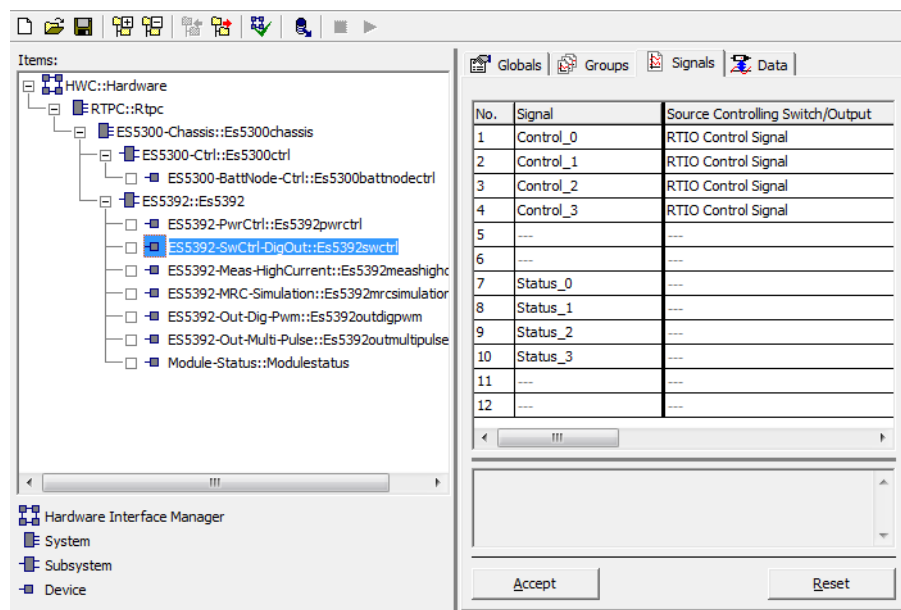 Items:
HWC::Hardware
RTPC::Rtpc
ES5300-Chassis::Es5300chassis
ES5300-Ctrl::Es5300ctrl
ES5300-BattNode-Ctrl::Es5300battnodectrl
ES5392::Es5392
ES5392-PwrCtrl::Es5392pwrctrl
ES5392-SwCtrl-DigOut::Es5392swctrl
ES5392-Meas-HighCurrent::Es5392meashighc
ES5392-MRC-Simulation::Es5392mrcsimulation
ES5392-Out-Dig-Pwm::Es5392outdigpwm
ES5392-Out-Multi-Pulse::Es5392outmultipulse
Module-Status::Modulestatus
Hardware Interface Manager
System
Subsystem
Device
Globals Groups Signals Data
No. Signal Source Controlling Switch/Output
1 Control_0 RTIO Control Signal
2 Control_1 RTIO Control Signal
3 Control_2 RTIO Control Signal
4 Control_3 RTIO Control Signal
5 --- ---
6 --- ---
7 Status_0 ---
8 Status_1 ---
9 Status_2 ---
10 Status_3 ---
11 --- ---
12 --- ---
Accept Reset